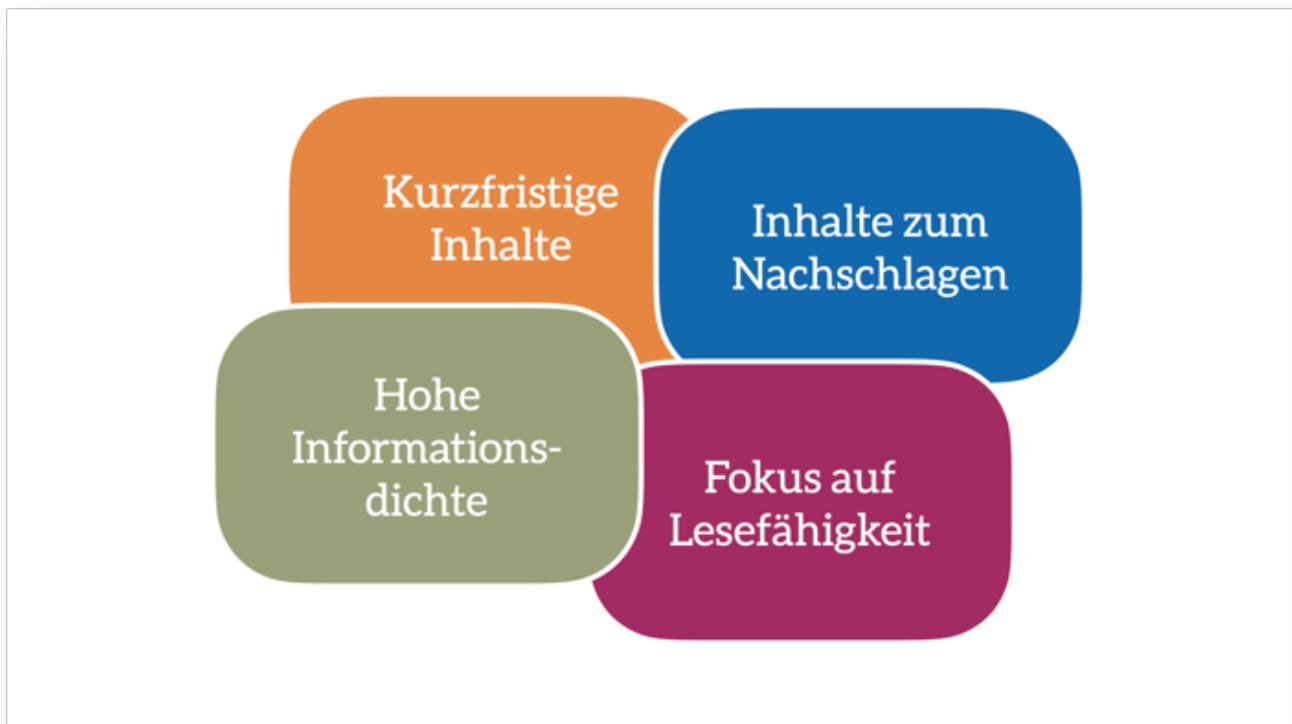 Kurzfristige
Inhalte
Inhalte zum
Nachschlagen
Hohe
Informations-
dichte
Fokus auf
Lesefähigkeit